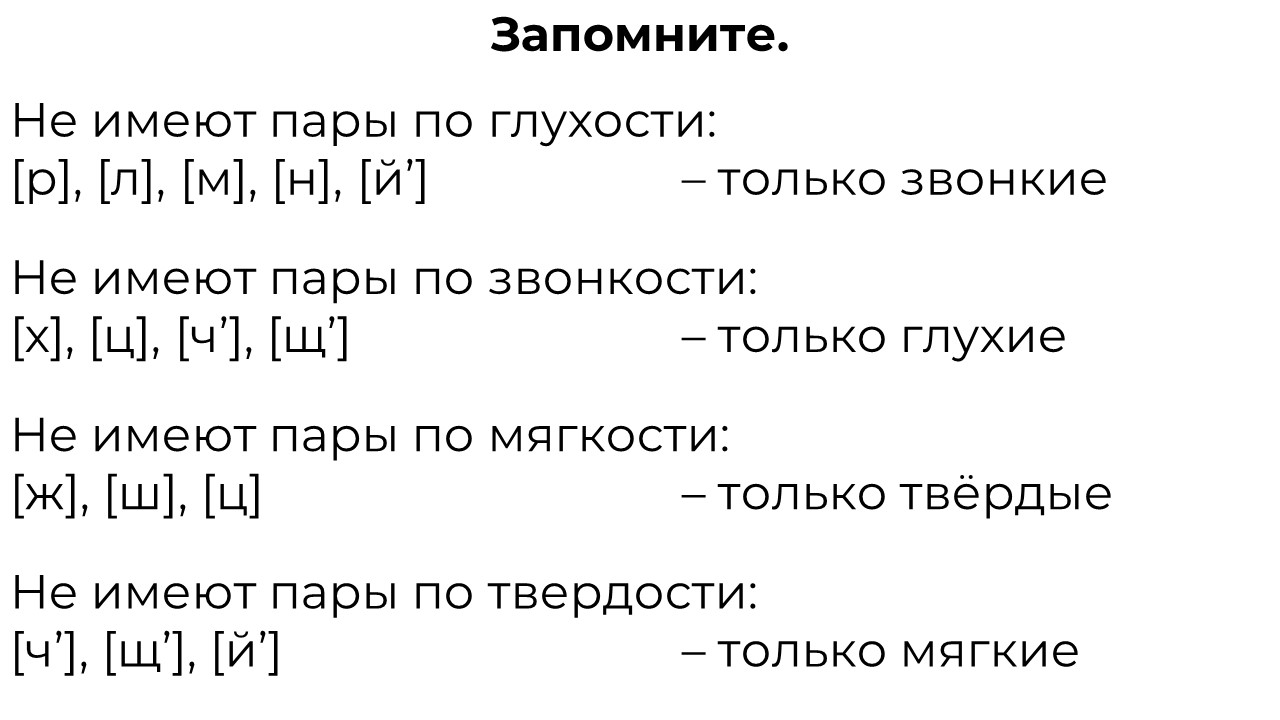 Запомните.
Не имеют пары по глухости:
[р], [л], [м], [н], [й’] – только звонкие
Не имеют пары по звонкости:
[х], [ц], [ч’], [щ’] – только глухие
Не имеют пары по мягкости:
[ж], [ш], [ц] – только твёрдые
Не имеют пары по твердости:
[ч’], [щ’], [й’] – только мягкие